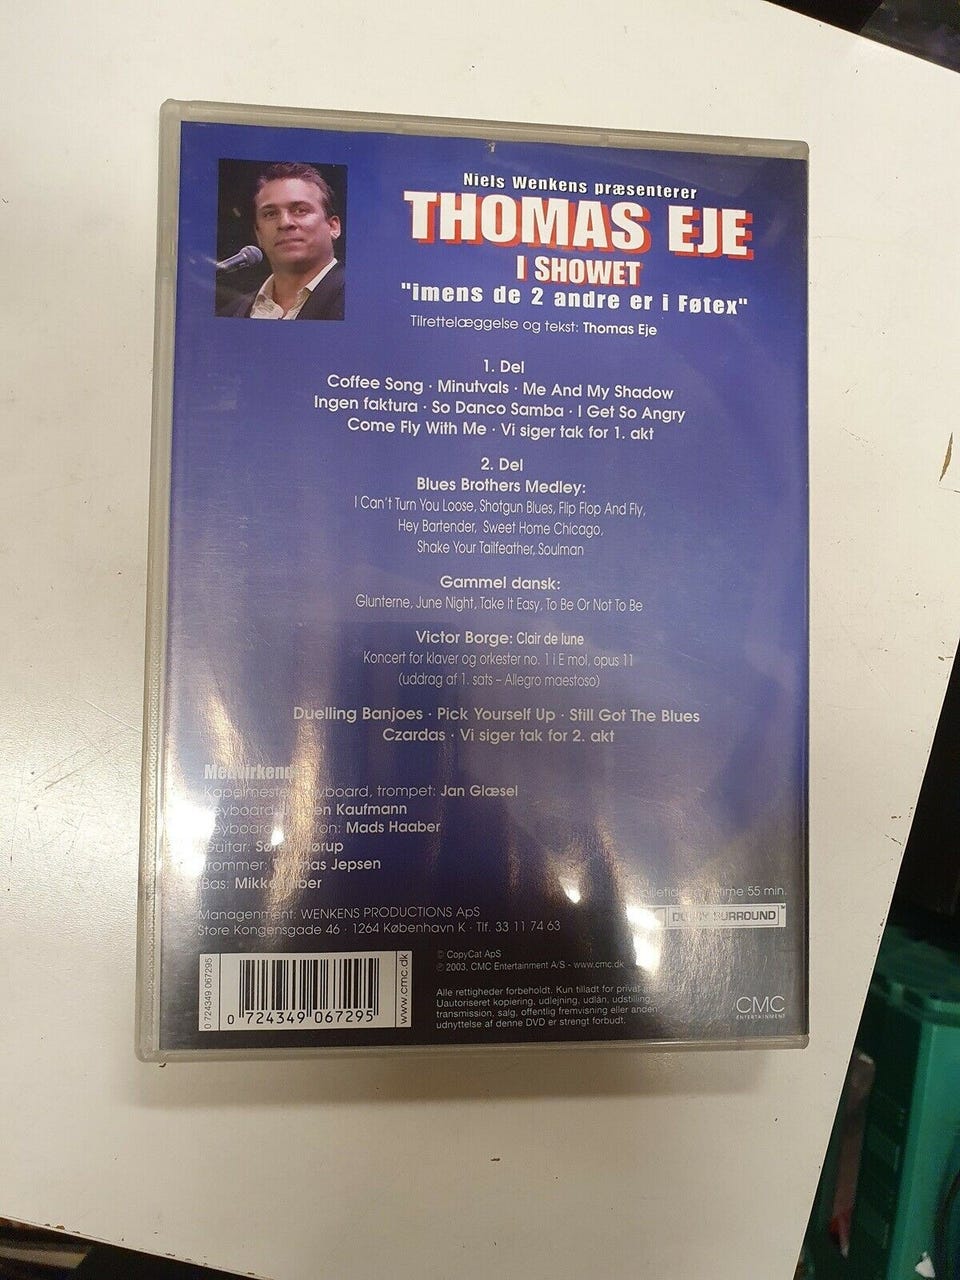 Niels Wenkens præsenterer
THOMAS EJE
I SHOWET
"imens de 2 andre er i Føtex"
Tilrettelæggelse og tekst: Thomas Eje
1. Del
Coffee Song · Minutvals · Me And My Shadow
Ingen faktura · So Danco Samba · I Get So Angry
Come Fly With Me · Vi siger tak for 1. akt
2. Del
Blues Brothers Medley:
I Can't Turn You Loose, Shotgun Blues, Flip Flop And Fly,
Hey Bartender, Sweet Home Chicago,
Shake Your Tailfeather, Soulman
Gammel dansk:
Glunterne, June Night, Take It Easy, To Be Or Not To Be
Victor Borge: Clair de lune
Koncert for klaver og orkester no. 1 i E mol, opus 11
(uddrag af 1. sats – Allegro maestoso)
Duelling Banjoes · Pick Yourself Up · Still Got The Blues
Czardas · Vi siger tak for 2. akt
Kapelmester, keyboard, trompet: Jan Glæsel
Kaufmann
Mads Haaber
Guitar:
Trommer: Jepsen
Bas:
Management: WENKENS PRODUCTIONS ApS
Store Kongensgade 46 · 1264 København K · Tlf. 33 11 74 63
time 55 min.
DOLBY SURROUND
© CopyCat ApS
℗ 2003, CMC Entertainment A/S - www.cmc.dk
Alle rettigheder forbeholdt. Kun tilladt for
Uautoriseret kopiering, udlejning, udlån, udstilling,
transmission, salg, offentlig fremvisning eller anden
udnyttelse af denne DVD er strengt forbudt.
0 724349 067295
0 724349 067295
www.cmc.dk
CMC
ENTERTAINMENT